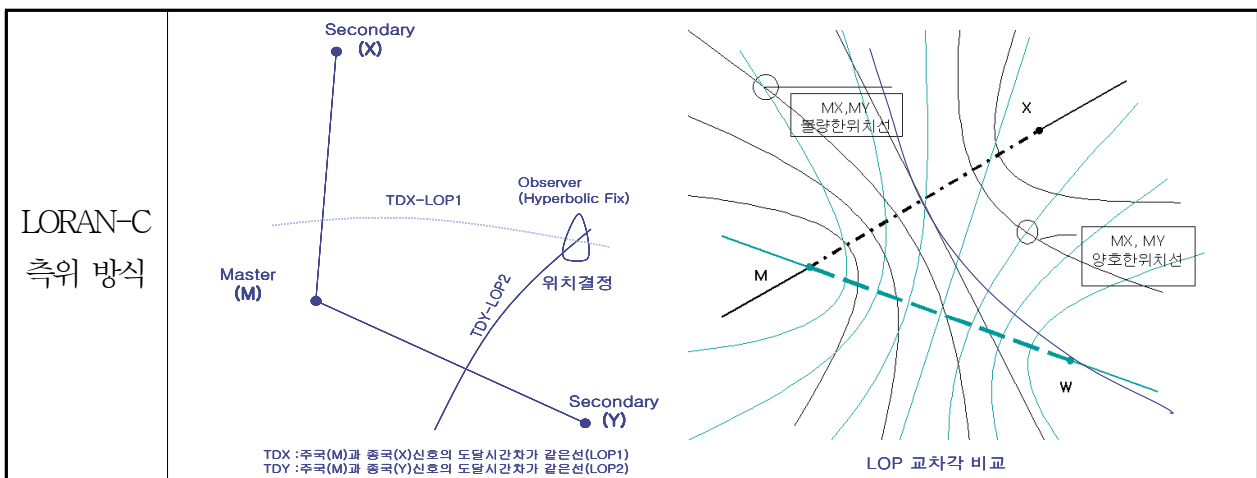 LORAN-C
측위 방식
Secondary
(X)
TDX-LOP1
Observer
(Hyperbolic Fix)
위치결정
Master
(M)
TDY-LOP2
Secondary
(Y)
TDX :주국(M)과 종국(X)신호의 도달시간차가 같은선(LOP1)
TDY :주국(M)과 종국(Y)신호의 도달시간차가 같은선(LOP2)
MX,MY
불량한위치선
X
MX, MY
양호한위치선
M
W
LOP 교차각 비교